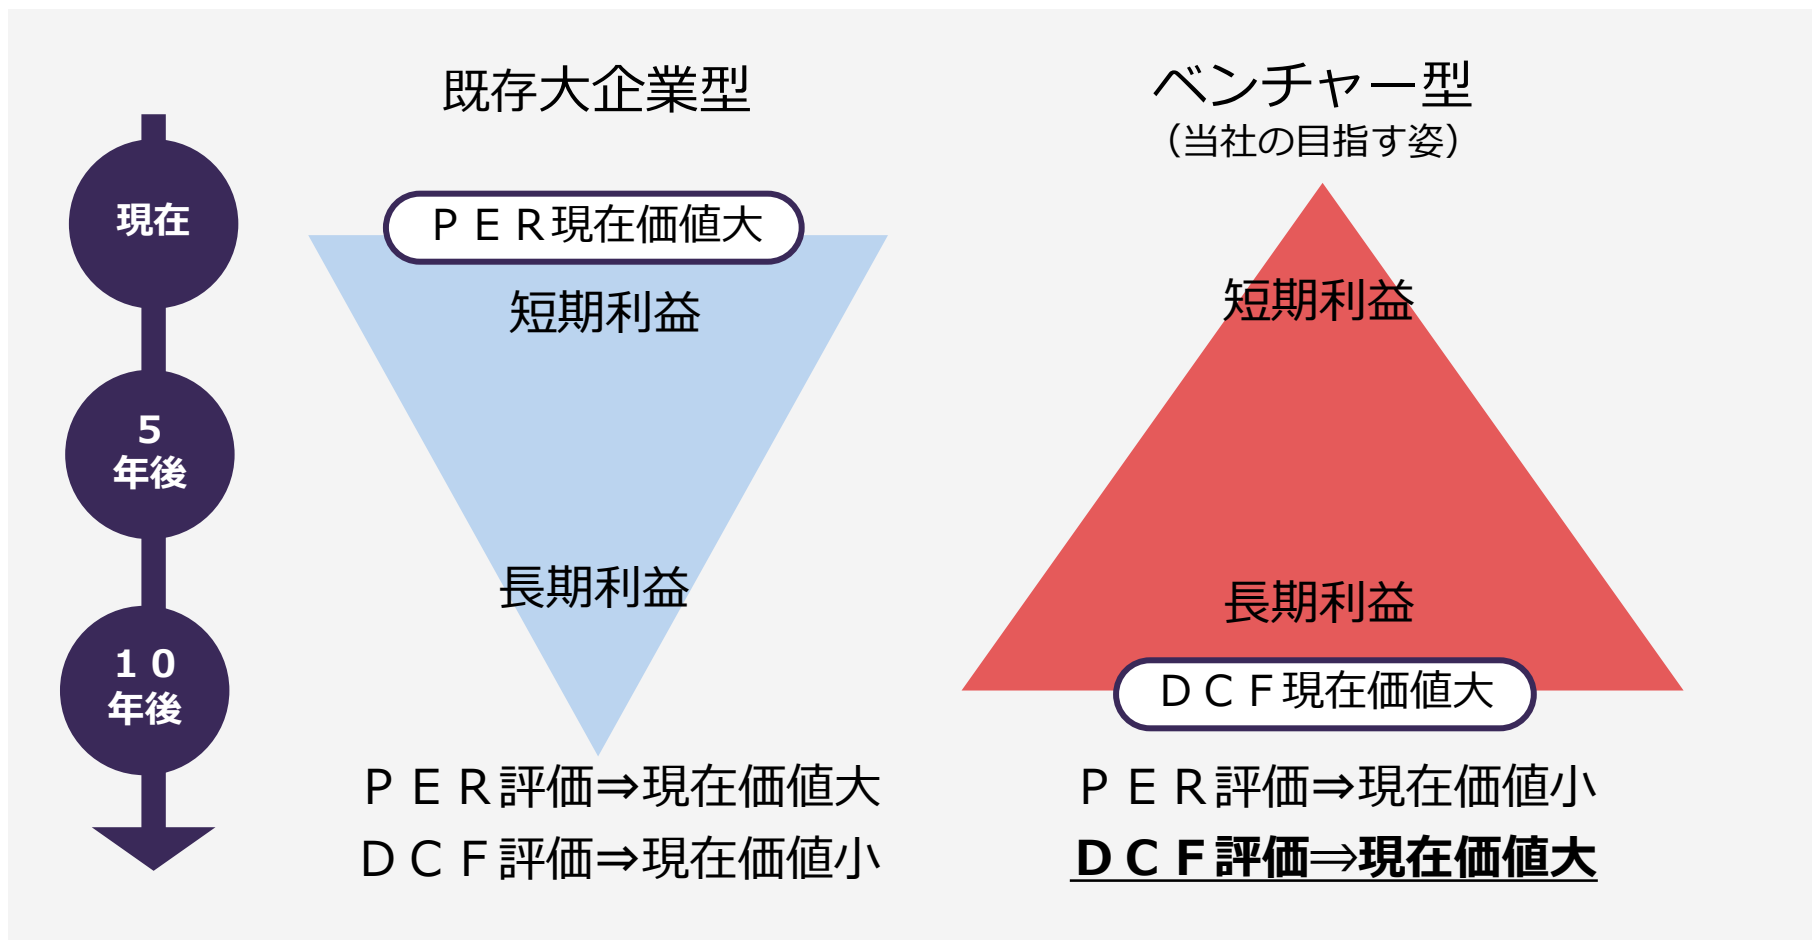 既存大企業型
ベンチャー型
（当社の目指す姿）
現在
５
年後
１０
年後
ＰＥＲ現在価値大
短期利益
長期利益
ＰＥＲ評価⇒現在価値大
ＤＣＦ評価⇒現在価値小
短期利益
長期利益
ＤＣＦ現在価値大
ＰＥＲ評価⇒現在価値小
ＤＣＦ評価⇒現在価値大